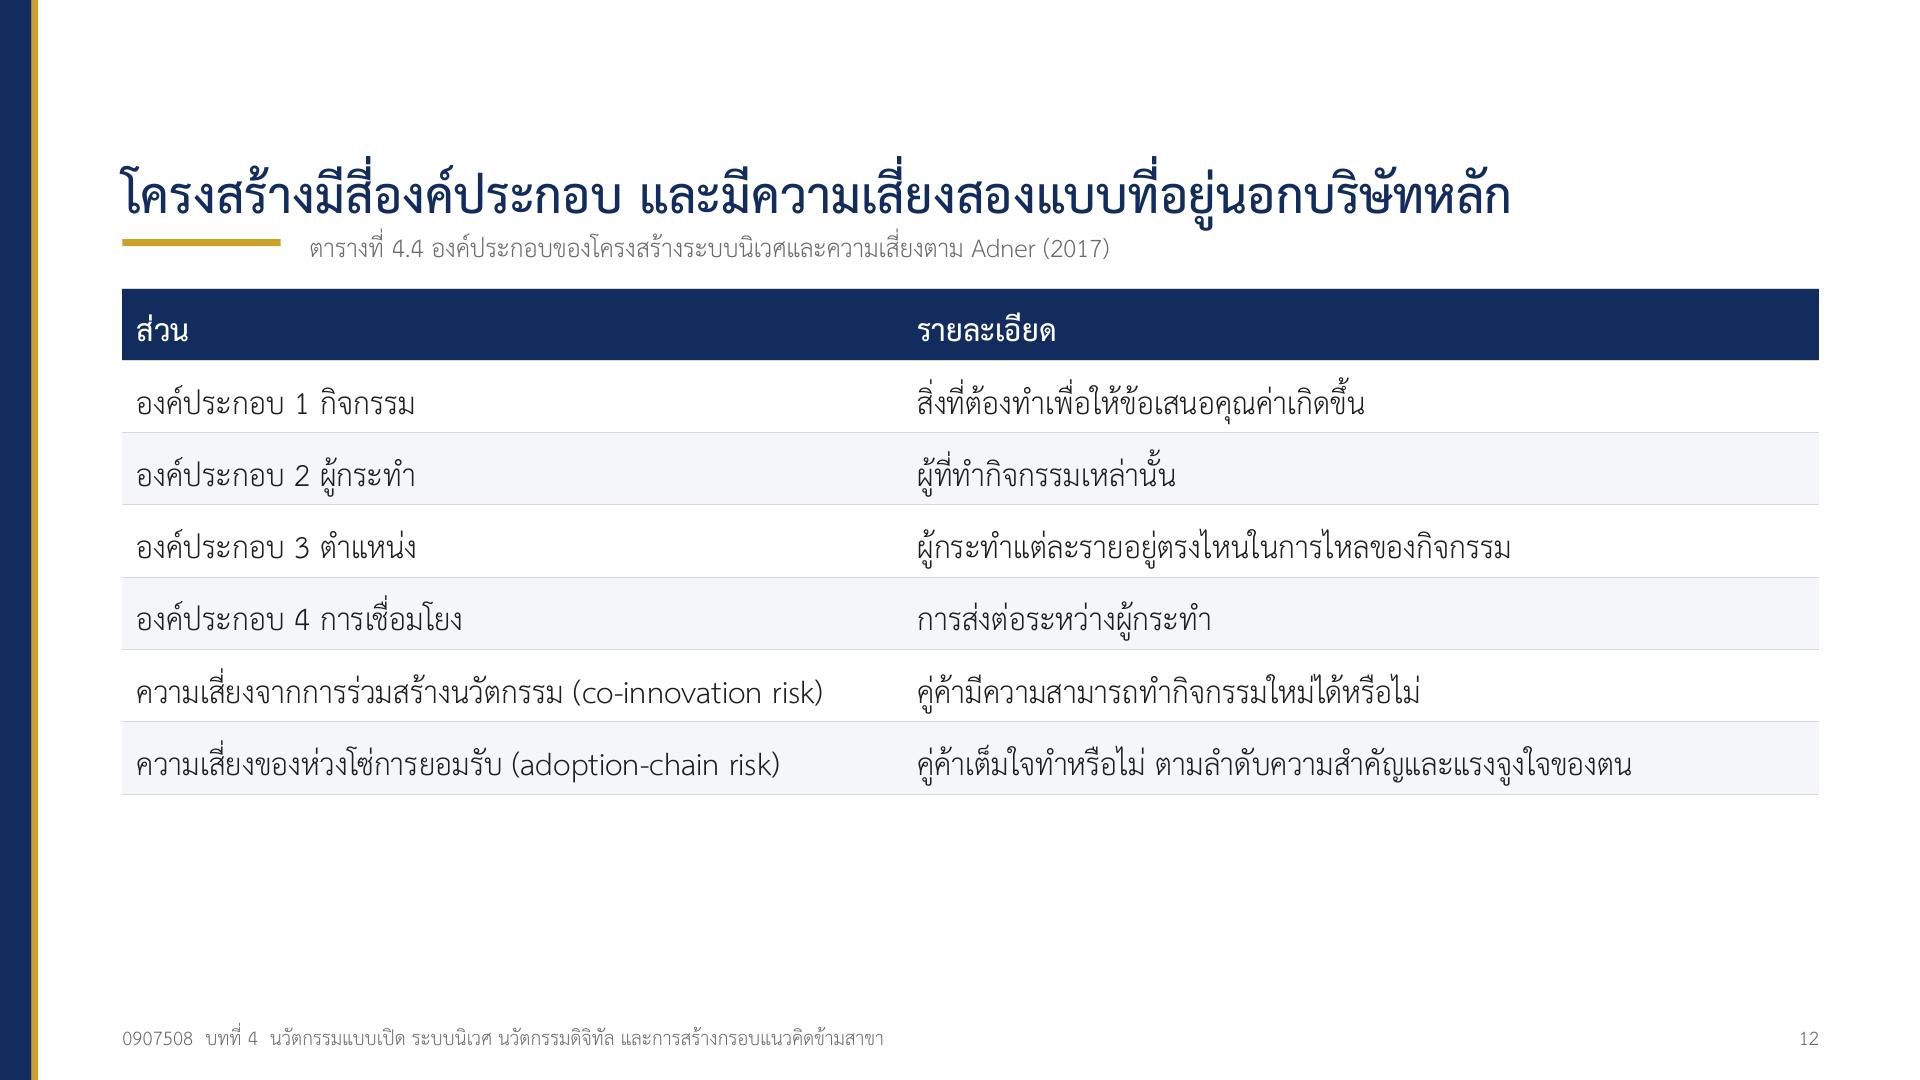 โครงสร้างมีสี่องค์ประกอบ และมีความเสี่ยงสองแบบที่อยู่นอกบริษัทหลัก
ตารางที่ 4.4 องค์ประกอบของโครงสร้างระบบนิเวศและความเสี่ยงตาม Adner (2017)
ส่วน รายละเอียด
องค์ประกอบ 1 กิจกรรม สิ่งที่ต้องทำเพื่อให้ข้อเสนอคุณค่าเกิดขึ้น
องค์ประกอบ 2 ผู้กระทำ ผู้ที่ทำกิจกรรมเหล่านั้น
องค์ประกอบ 3 ตำแหน่ง ผู้กระทำแต่ละรายอยู่ตรงไหนในการไหลของกิจกรรม
องค์ประกอบ 4 การเชื่อมโยง การส่งต่อระหว่างผู้กระทำ
ความเสี่ยงจากการร่วมสร้างนวัตกรรม (co-innovation risk) คู่ค้ามีความสามารถทำกิจกรรมใหม่ได้หรือไม่
ความเสี่ยงของห่วงโซ่การยอมรับ (adoption-chain risk) คู่ค้าเต็มใจทำหรือไม่ ตามลำดับความสำคัญและแรงจูงใจของตน
0907508 บทที่ 4 นวัตกรรมแบบเปิด ระบบนิเวศ นวัตกรรมดิจิทัล และการสร้างกรอบแนวคิดข้ามสาขา 12